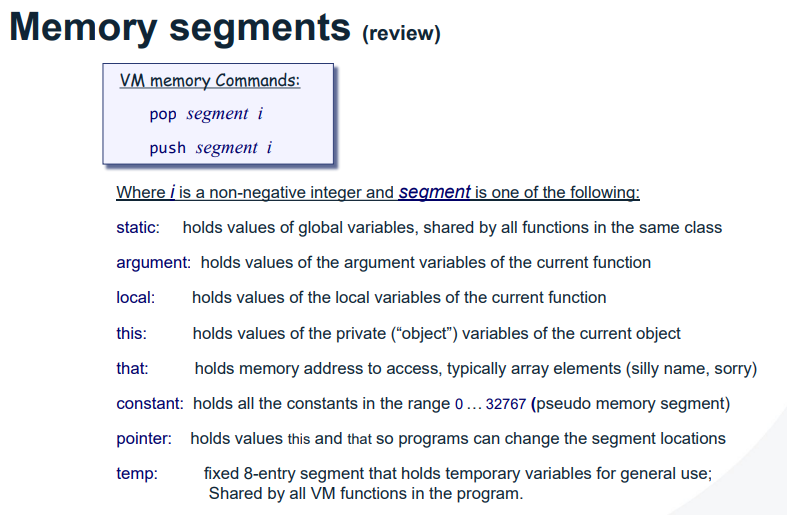 Memory segments (review)
VM memory Commands:
pop segment i
push segment i
Where i is a non-negative integer and segment is one of the following:
static: holds values of global variables, shared by all functions in the same class
argument: holds values of the argument variables of the current function
local: holds values of the local variables of the current function
this: holds values of the private (“object”) variables of the current object
that: holds memory address to access, typically array elements (silly name, sorry)
constant: holds all the constants in the range 0 … 32767 (pseudo memory segment)
pointer: holds values this and that so programs can change the segment locations
temp: fixed 8-entry segment that holds temporary variables for general use;
Shared by all VM functions in the program.